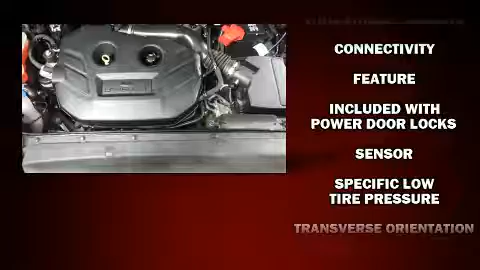 CONNECTIVITY
FEATURE
INCLUDED WITH
POWER DOOR LOCKS
SENSOR
SPECIFIC LOW
TIRE PRESSURE
TRANSVERSE ORIENTATION